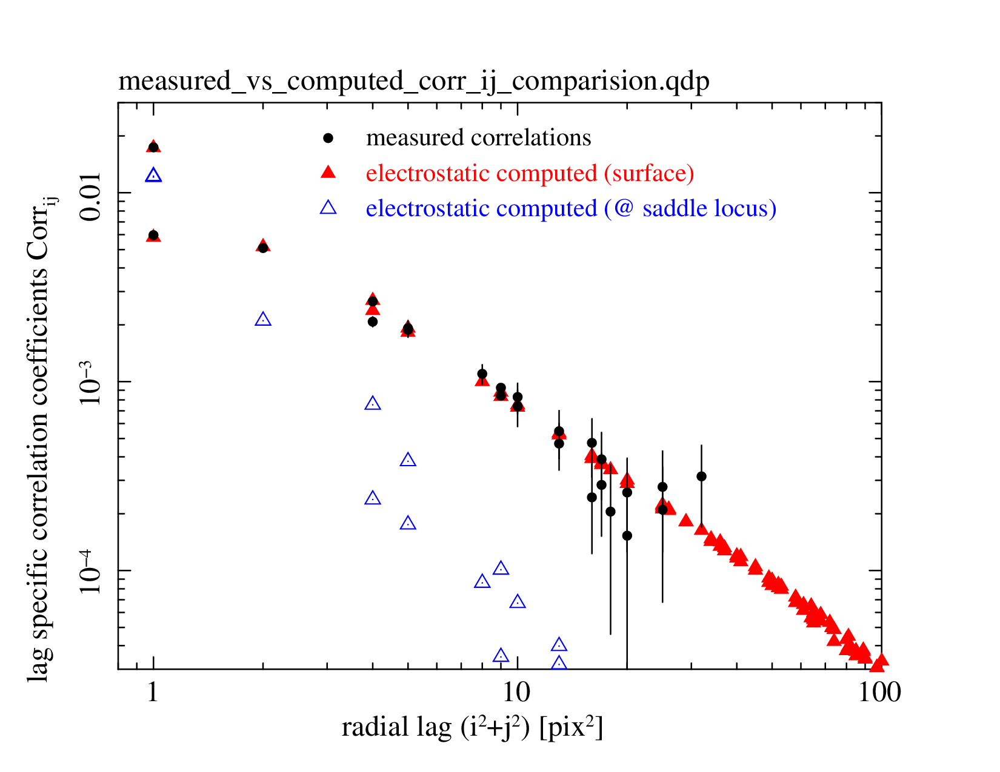 measured_vs_computed_corr_ij_comparision.qdp
measured correlations
electrostatic computed (surface)
electrostatic computed (@ saddle locus)
lag specific correlation coefficients Corr_ij
0.01
10⁻³
10⁻⁴
1
10
100
radial lag (i²+j²) [pix²]